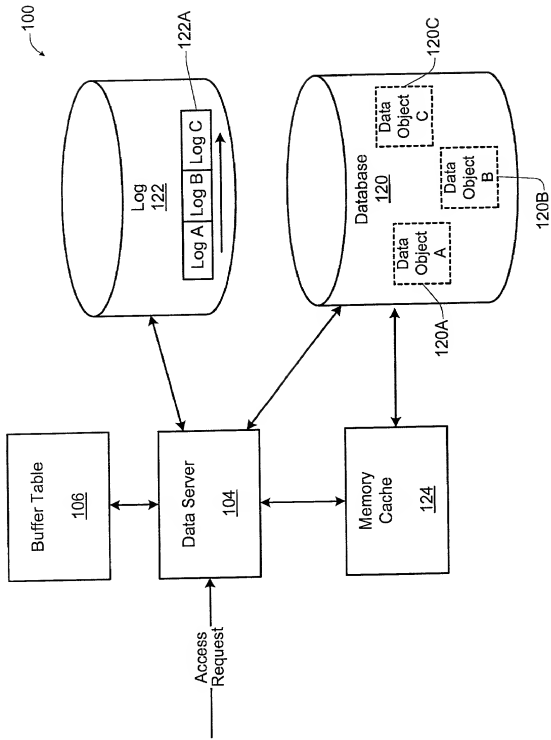 100
Buffer Table
106
Access
Request
Data Server
104
Memory
Cache
124
Log
122
Log A
Log B
Log C
122A
Database
120
Data
Object
A
120A
Data
Object
B
120B
Data
Object
C
120C